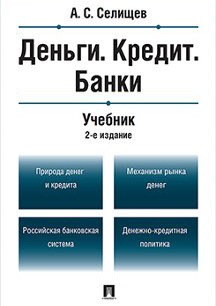 А. С. Селищев
Деньги. Кредит.
Банки
Учебник
2-е издание
Природа денег
и кредита
Механизм рынка
денег
Российская банковская
система
Денежно-кредитная
политика